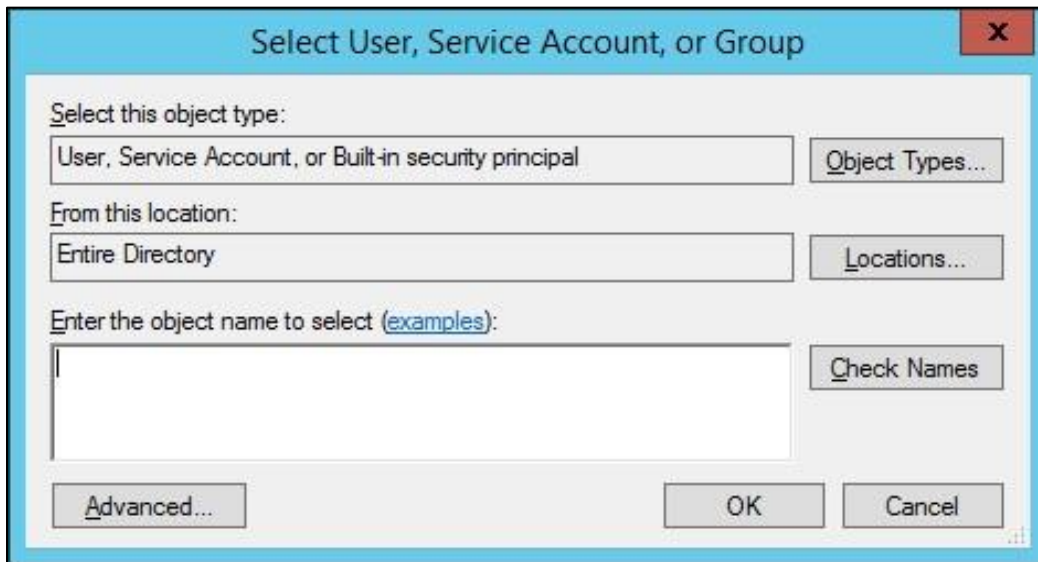 Select User, Service Account, or Group
x
Select this object type:
User, Service Account, or Built-in security principal
Object Types...
From this location:
Entire Directory
Locations...
Enter the object name to select (examples):
Check Names
Advanced...
OK
Cancel